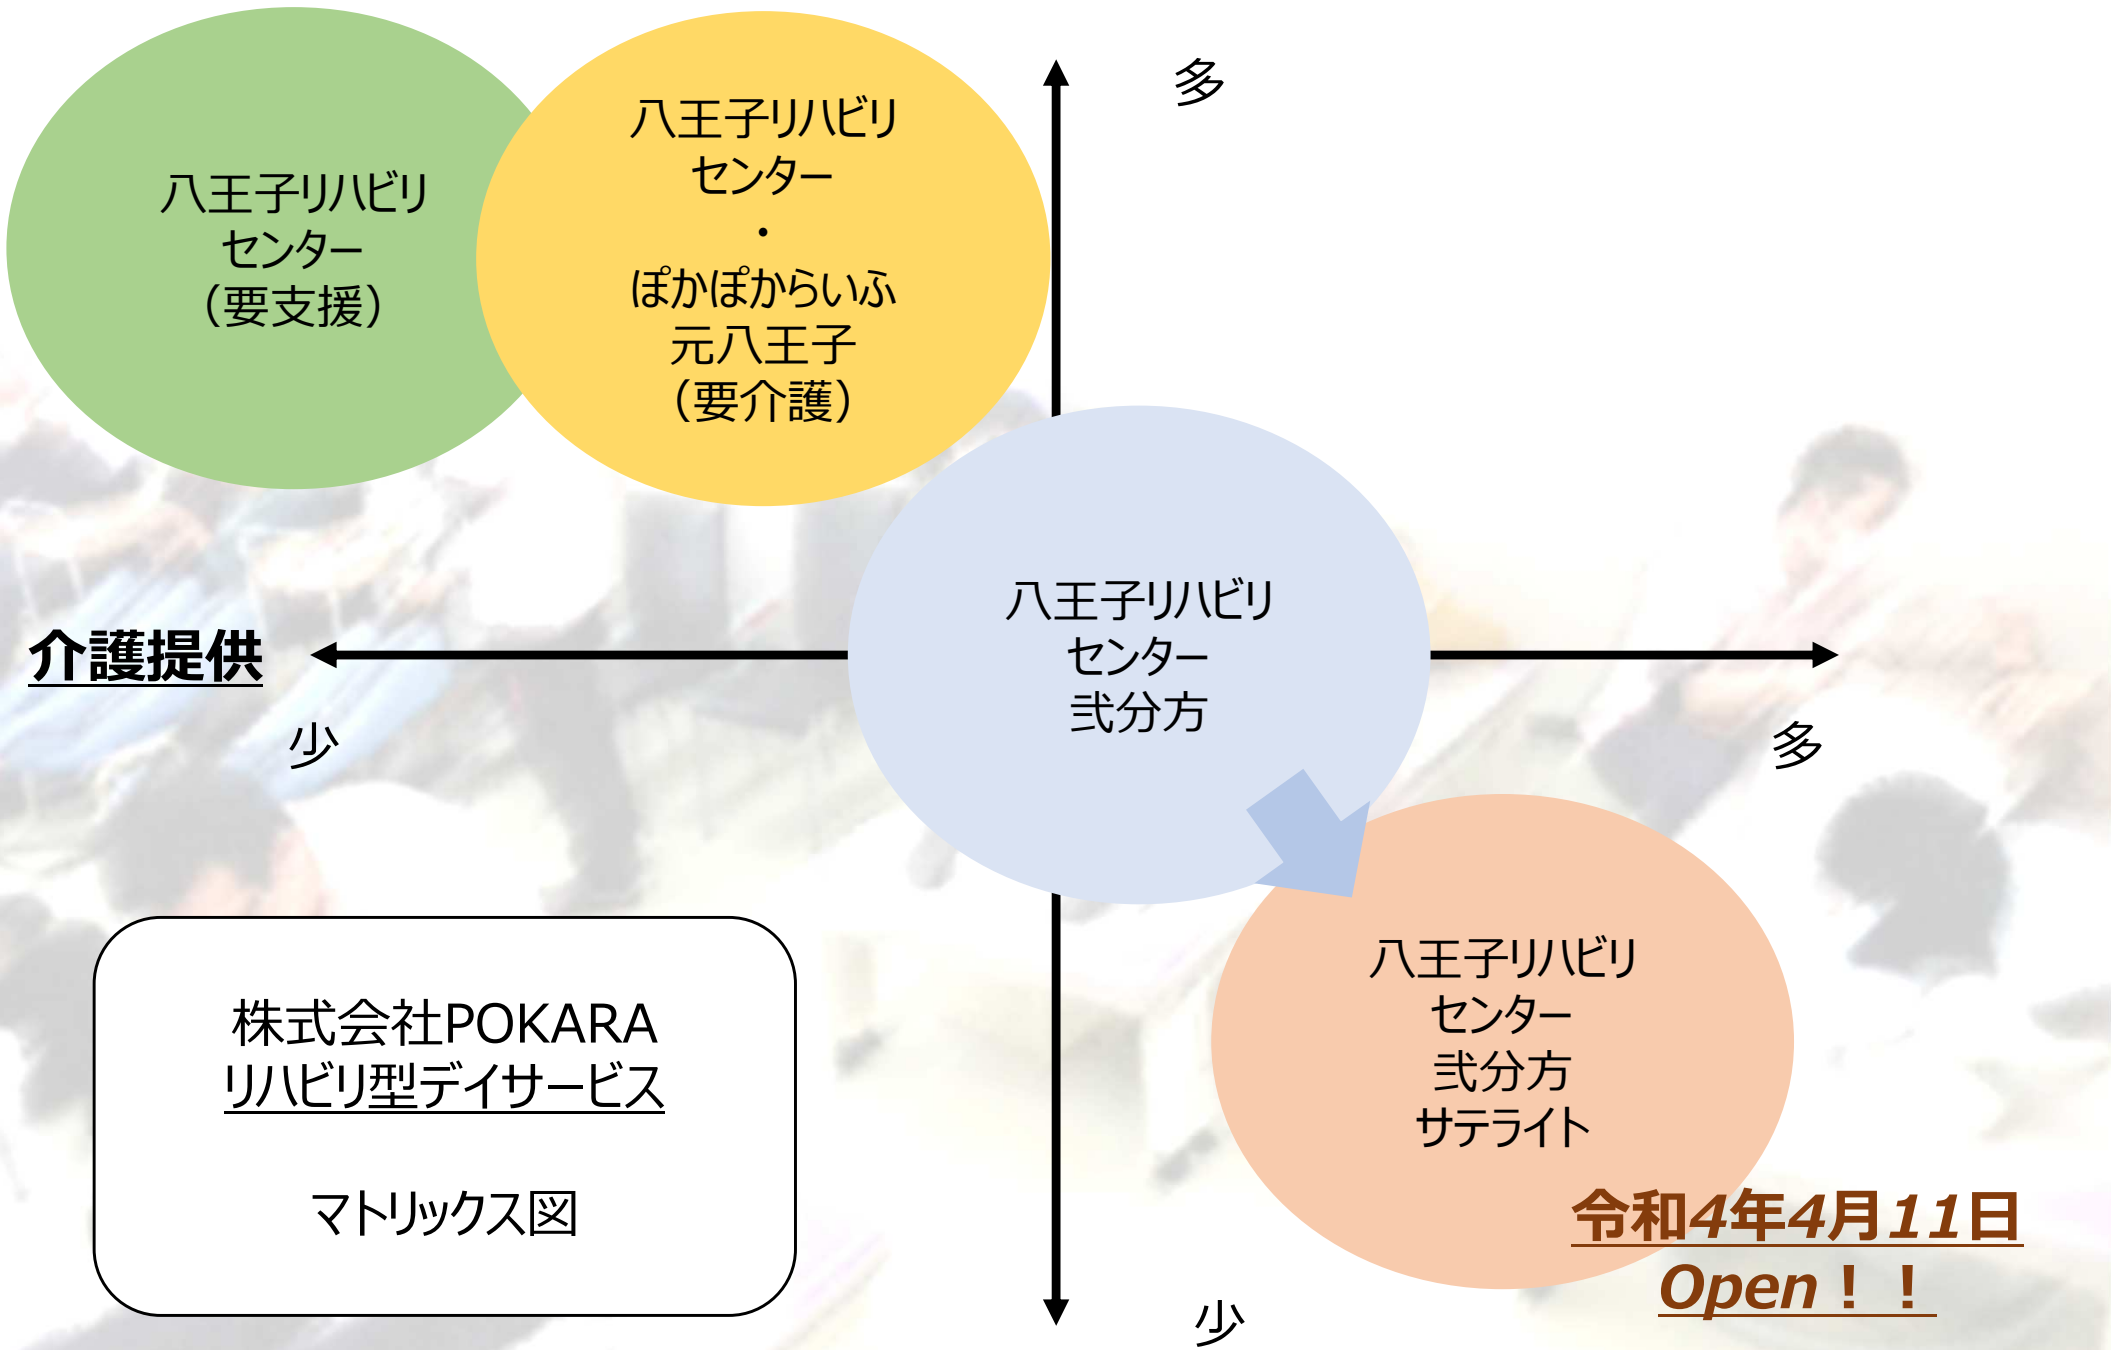 多
八王子リハビリ
センター
（要支援）
八王子リハビリ
センター
・
ぽかぽからいふ
元八王子
（要介護）
八王子リハビリ
センター
弐分方
介護提供
少
多
八王子リハビリ
センター
弐分方
サテライト
株式会社POKARA
リハビリ型デイサービス
マトリックス図
令和4年4月11日
Open！！
少